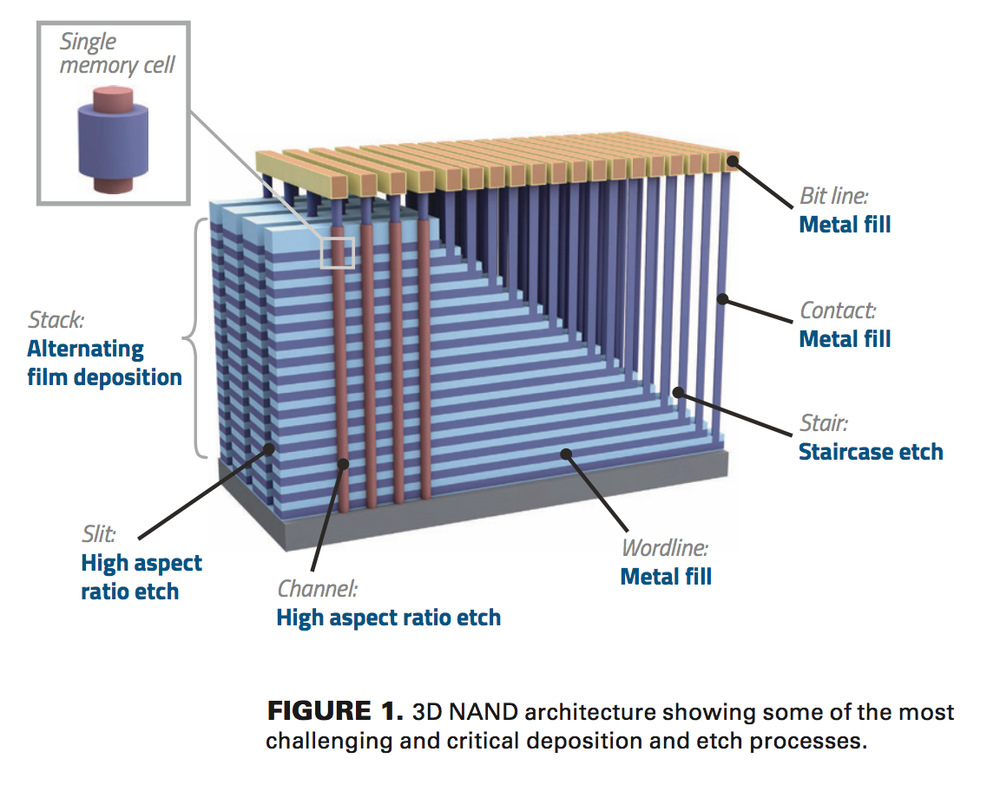 Single
memory cell
Bit line:
Metal fill
Contact:
Metal fill
Stack:
Alternating
film deposition
Stair:
Staircase etch
Slit:
High aspect
ratio etch
Wordline:
Metal fill
Channel:
High aspect ratio etch
FIGURE 1. 3D NAND architecture showing some of the most
challenging and critical deposition and etch processes.